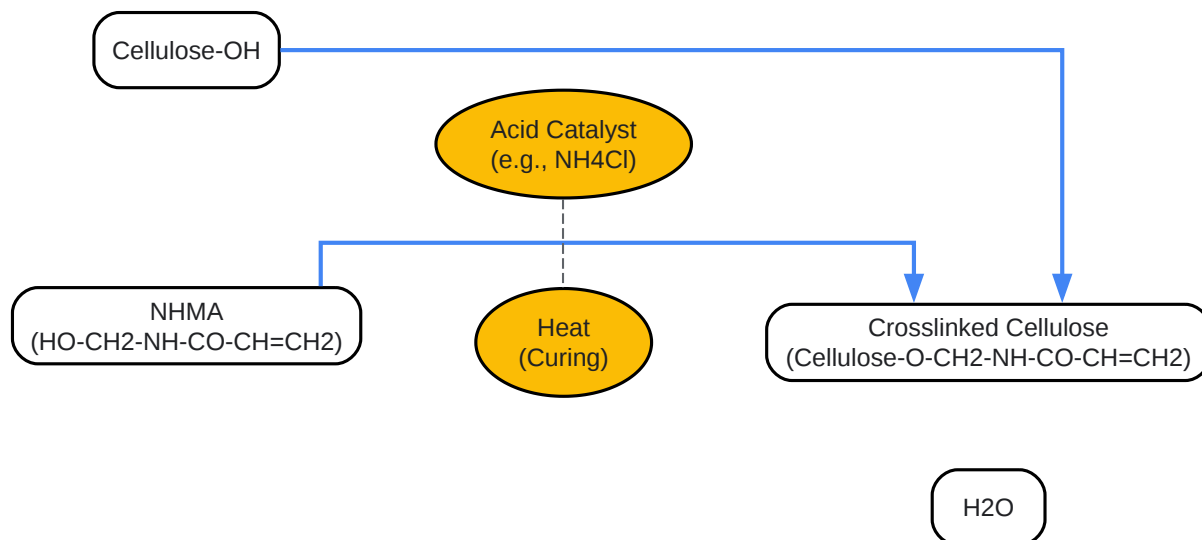 Cellulose-OH
Acid Catalyst
(e.g., NH4Cl)
NHMA
(HO-CH2-NH-CO-CH=CH2)
Heat
(Curing)
Crosslinked Cellulose
(Cellulose-O-CH2-NH-CO-CH=CH2)
H2O